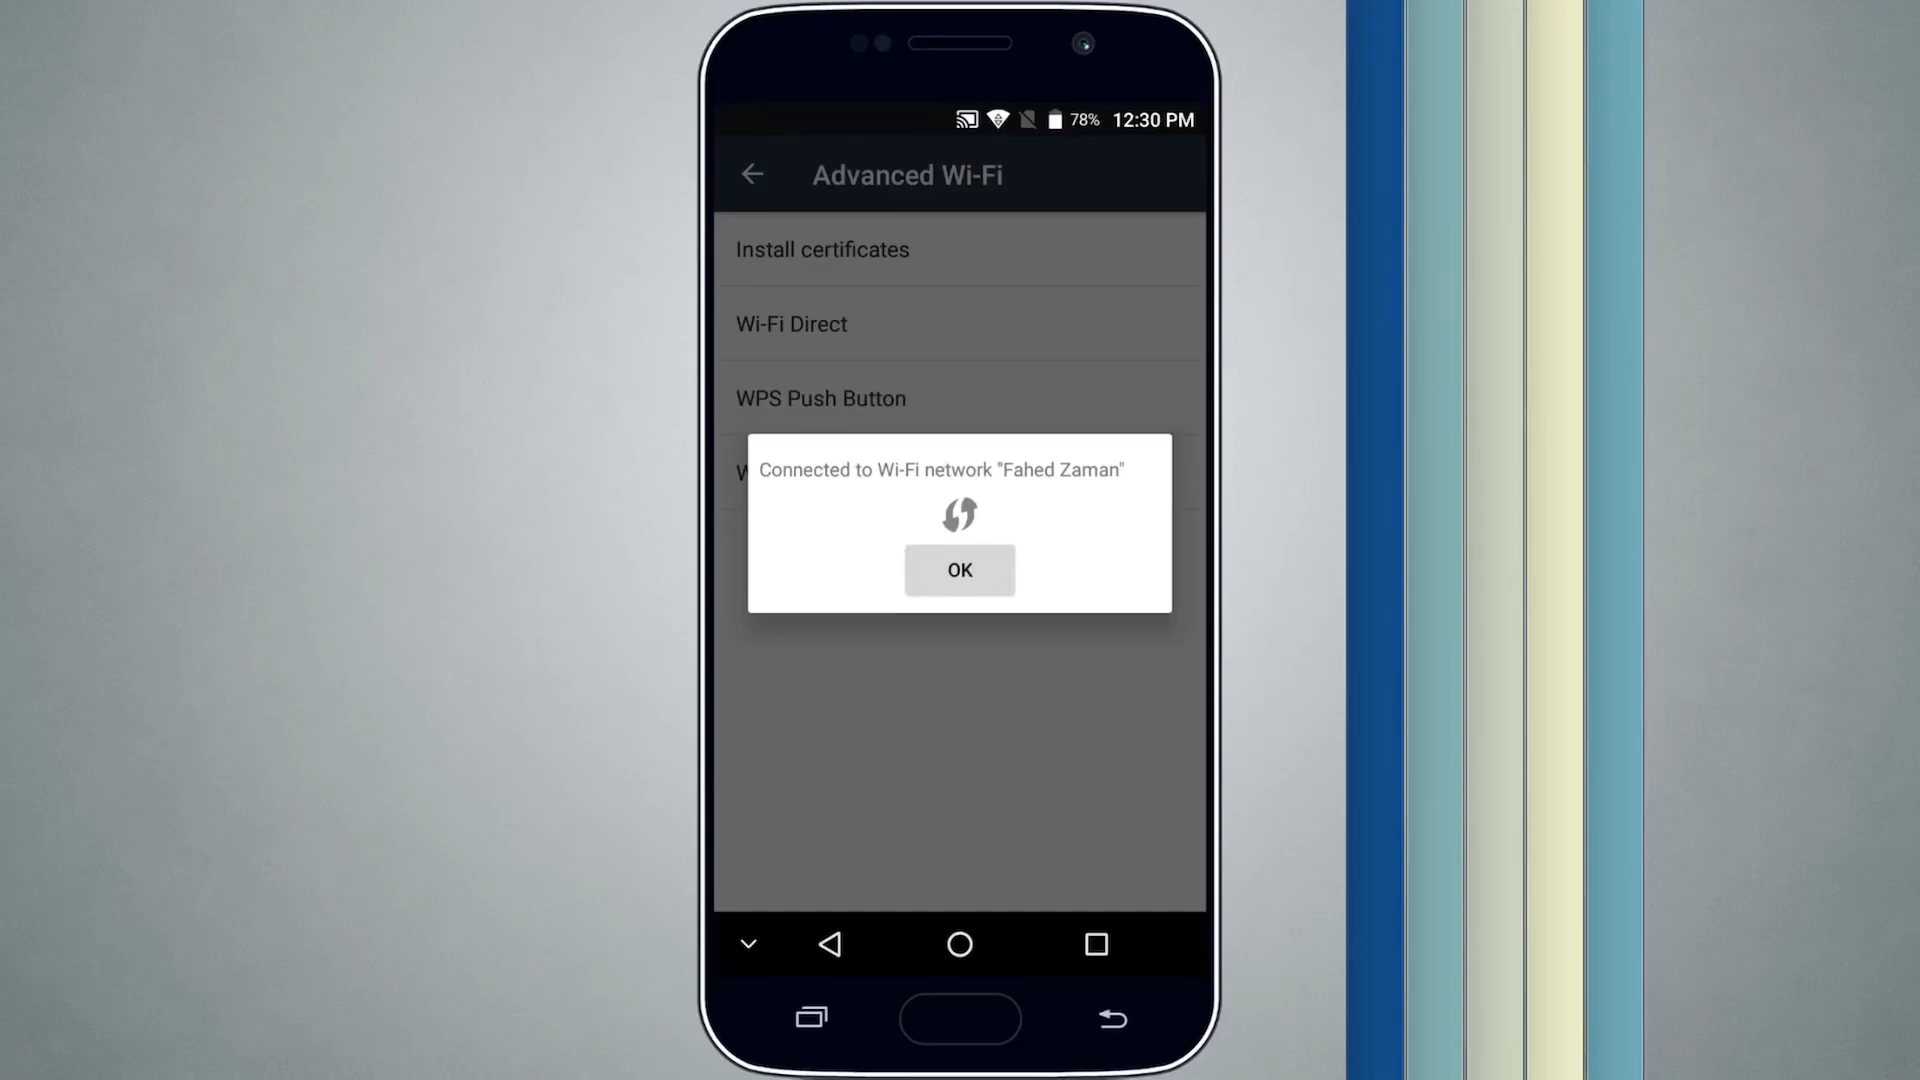 78% 12:30 PM
Advanced Wi-Fi
Install certificates
Wi-Fi Direct
WPS Push Button
Connected to Wi-Fi network "Fahed Zaman"
OK